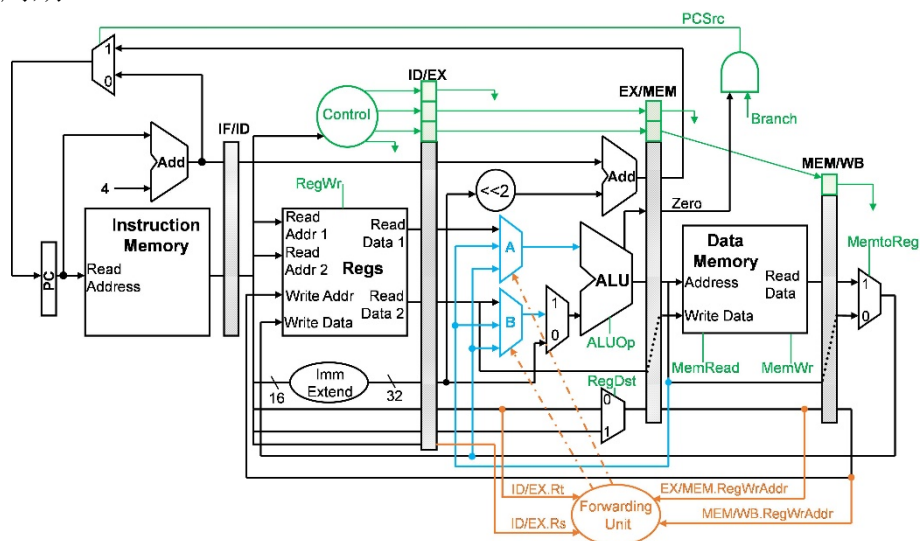 PCSrc
1
0
ID/EX
EX/MEM
Control
Branch
IF/ID
Add
4
MEM/WB
Add
<<2
Zero
RegWr
Instruction
Memory
Read
Addr 1
Read
Data 1
Read
Addr 2
Regs
A
ALU
Data
Memory
MemtoReg
PC
Read
Address
Address
Read
Data
1
0
Write Addr
Read
Data 2
Write Data
B
1
0
Write Data
ALUOp
MemRead
MemWr
16
Imm
Extend
32
RegDst
0
1
ID/EX.Rt
EX/MEM.RegWrAddr
Forwarding
Unit
ID/EX.Rs
MEM/WB.RegWrAddr